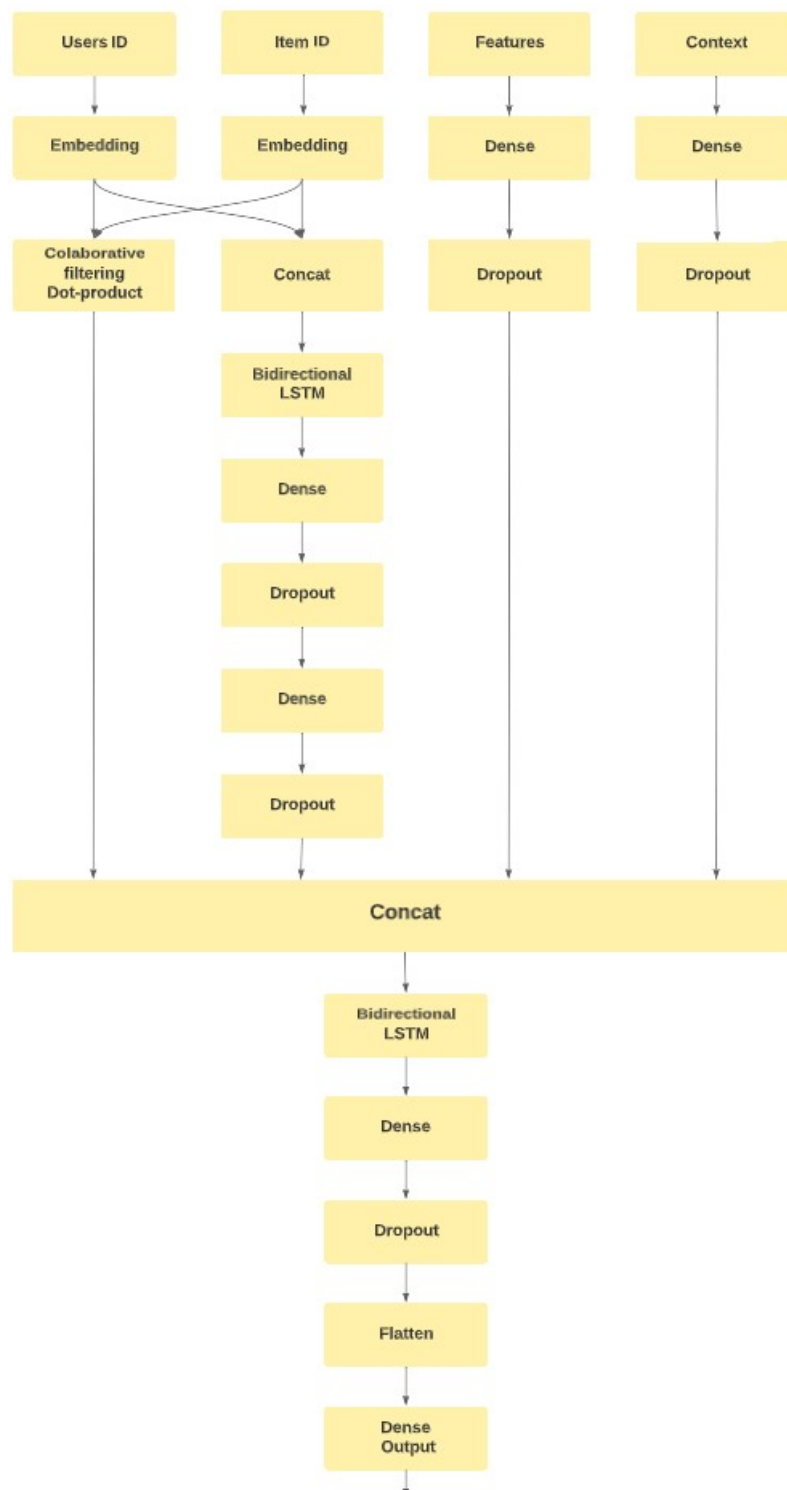 Users ID
Item ID
Features
Context
Embedding
Embedding
Dense
Dense
Colaborative
filtering
Dot-product
Concat
Dropout
Dropout
Bidirectional
LSTM
Dense
Dropout
Dense
Dropout
Concat
Bidirectional
LSTM
Dense
Dropout
Flatten
Dense
Output